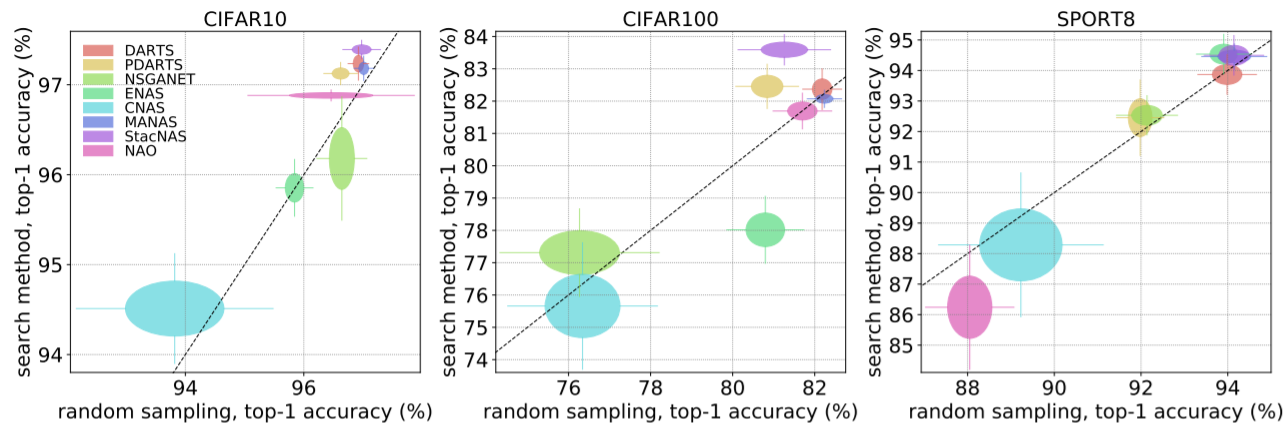 CIFAR10
search method, top-1 accuracy (%)
97
96
95
94
DARTS
PDARTS
NSGANET
ENAS
CNAS
MANAS
StacNAS
NAO
94 96
random sampling, top-1 accuracy (%)
CIFAR100
search method, top-1 accuracy (%)
84
83
82
81
80
79
78
77
76
75
74
76 78 80 82
random sampling, top-1 accuracy (%)
SPORT8
search method, top-1 accuracy (%)
95
94
93
92
91
90
89
88
87
86
85
88 90 92 94
random sampling, top-1 accuracy (%)